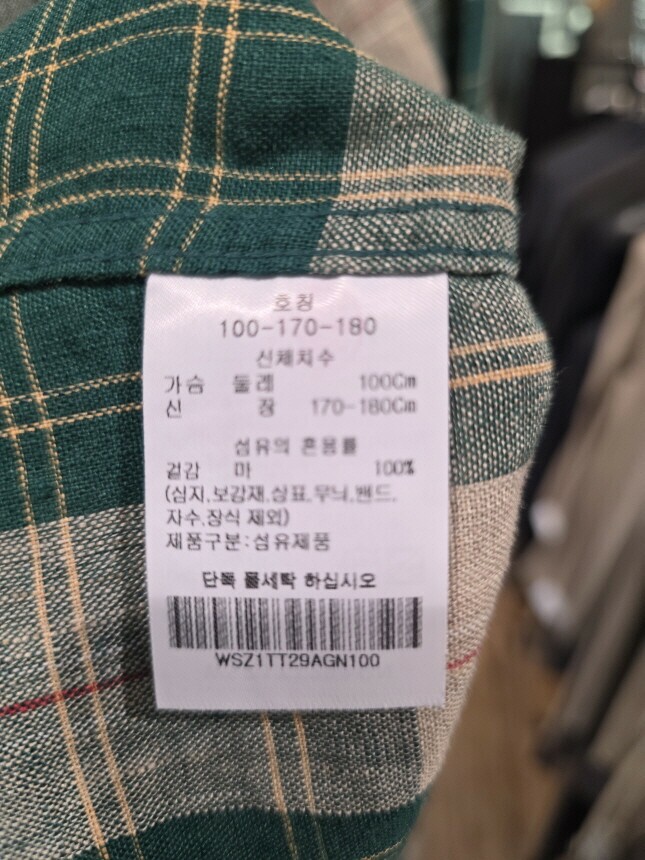 호칭
100-170-180
신체치수
가슴 둘레 100Cm
신 장 170-180Cm
섬유의 혼용률
겉감 마 100%
(심지,보강재,상표,무늬,밴드,
자수,장식 제외)
제품구분:섬유제품
단독 물세탁 하십시오
WSZ1TT29AGN100